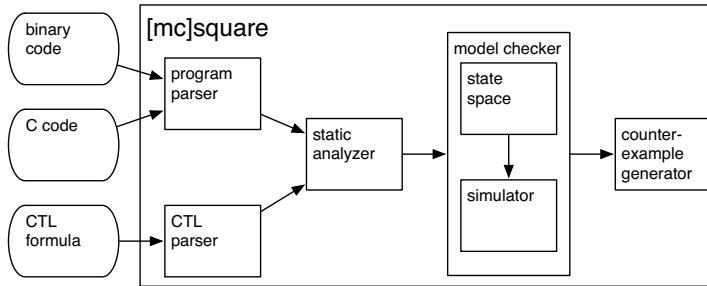 binary
code
[mc]square
model checker
program
parser
state
space
C code
static
analyzer
counter-
example
generator
simulator
CTL
formula
CTL
parser